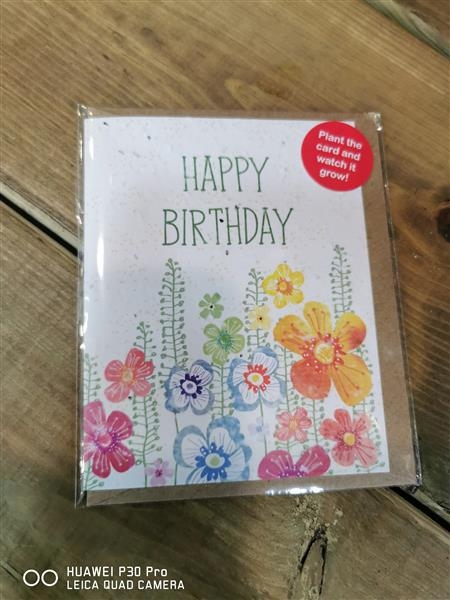 Plant the
card and
watch it
grow!
HAPPY
BIRTHDAY
HUAWEI P30 Pro
LEICA QUAD CAMERA